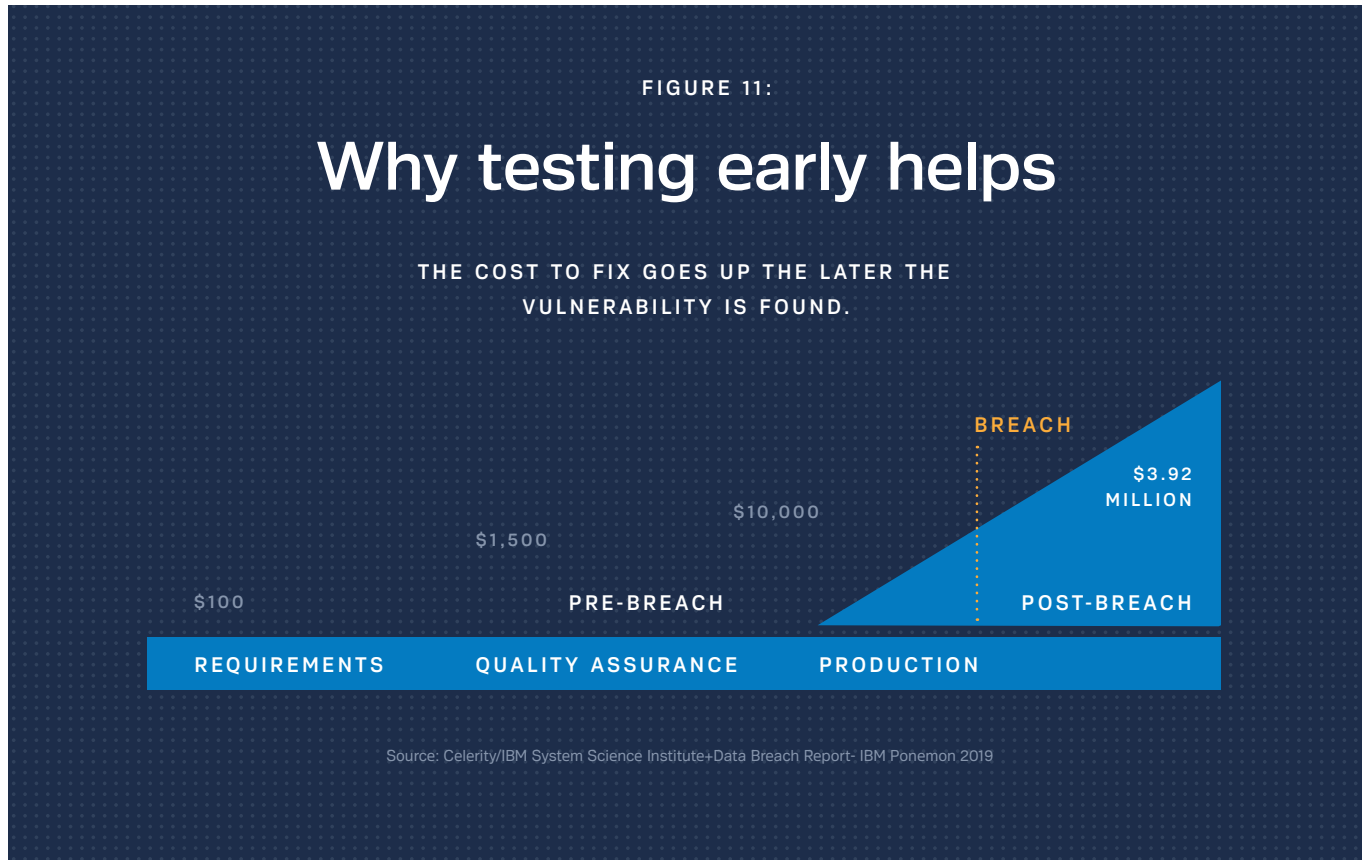 FIGURE 11:
Why testing early helps
THE COST TO FIX GOES UP THE LATER THE
VULNERABILITY IS FOUND.
BREACH
$3.92
MILLION
$10,000
$1,500
$100
PRE-BREACH
POST-BREACH
REQUIREMENTS
QUALITY ASSURANCE
PRODUCTION
Source: Celerity/IBM System Science Institute+Data Breach Report- IBM Ponemon 2019